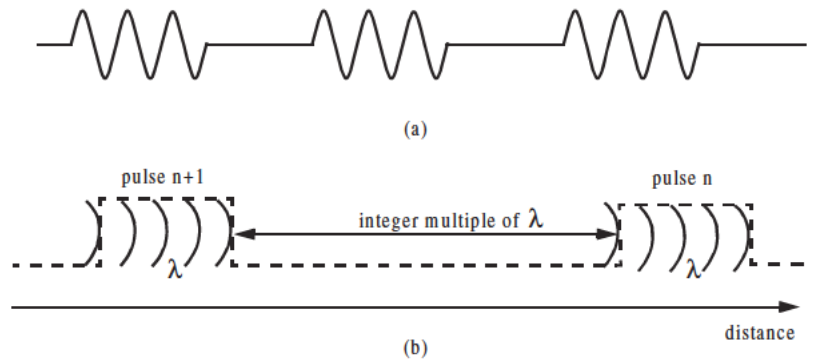 (a)
pulse n+1
pulse n
integer multiple of λ
λ
λ
distance
(b)